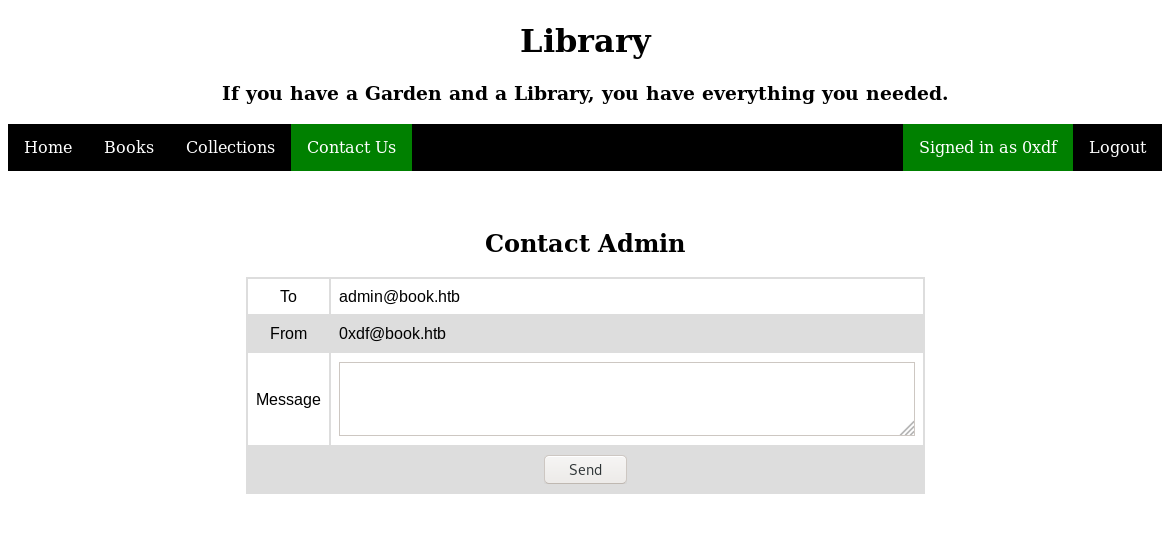 Library
If you have a Garden and a Library, you have everything you needed.
Home Books Collections Contact Us Signed in as 0xdf Logout
Contact Admin
To admin@book.htb
From 0xdf@book.htb
Message
Send